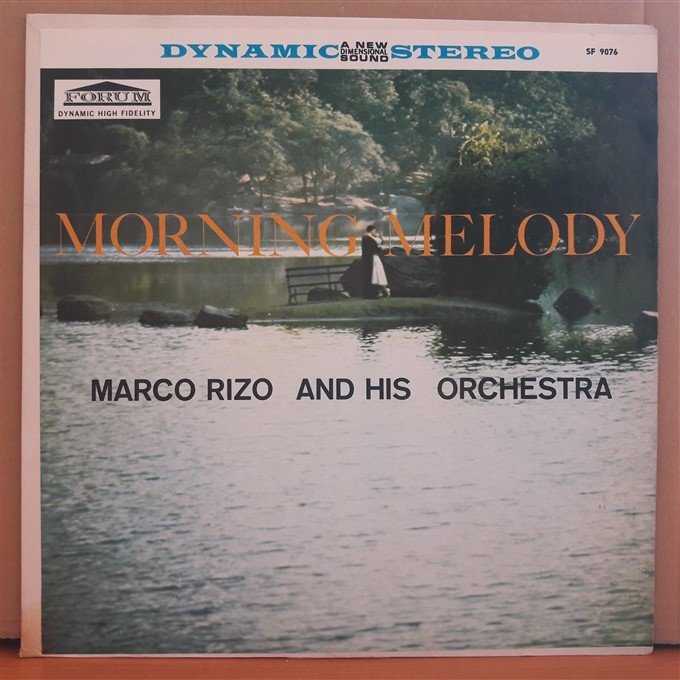 DYNAMIC A NEW DIMENSIONAL SOUND STEREO
SF 9076
FORUM
DYNAMIC HIGH FIDELITY
MORNING MELODY
MARCO RIZO AND HIS ORCHESTRA